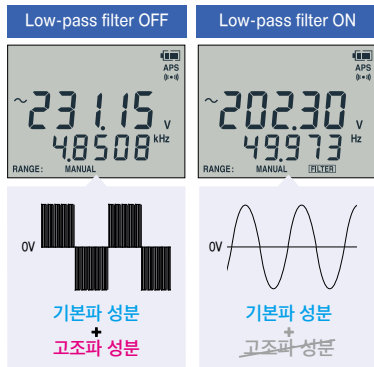 Low-pass filter OFF
APS
~231.15 V
4.8508 kHz
RANGE: MANUAL
0V
기본파 성분
+
고조파 성분
Low-pass filter ON
APS
~202.30 V
49.973 Hz
RANGE: MANUAL FILTER
0V
기본파 성분
+
고조파 성분